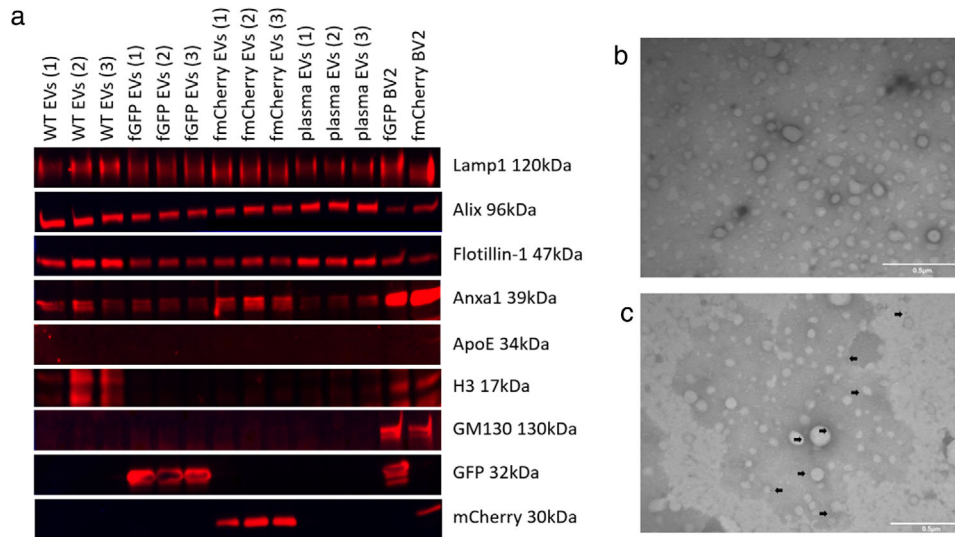 a
WT EVs (1)
WT EVs (2)
WT EVs (3)
fGFP EVs (1)
fGFP EVs (2)
fGFP EVs (3)
fmCherry EVs (1)
fmCherry EVs (2)
fmCherry EVs (3)
plasma EVs (1)
plasma EVs (2)
plasma EVs (3)
fGFP BV2
fmCherry BV2
Lamp1 120kDa
Alix 96kDa
Flotillin-1 47kDa
Anxa1 39kDa
ApoE 34kDa
H3 17kDa
GM130 130kDa
GFP 32kDa
mCherry 30kDa
b
0.5µm
c
0.5µm